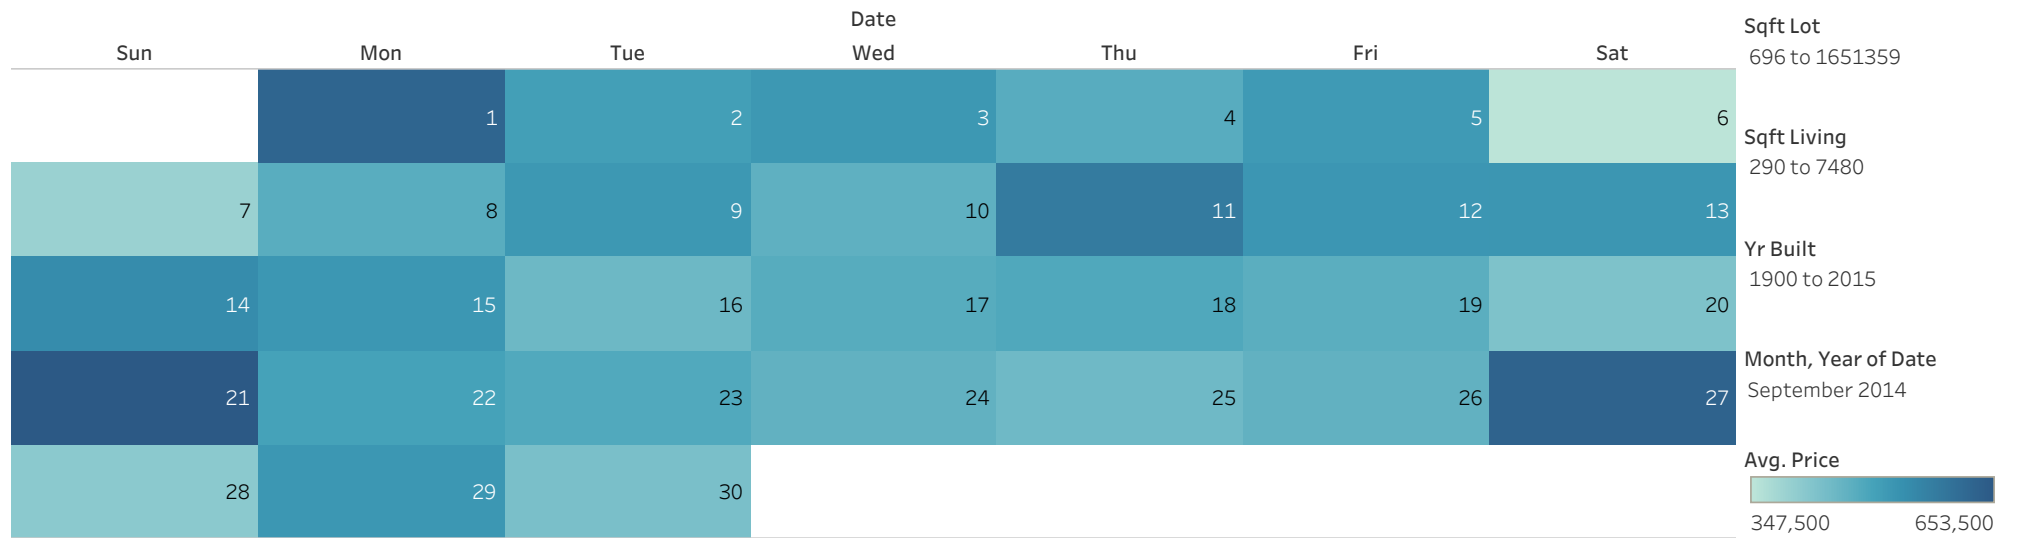 Date
Sun Mon Tue Wed Thu Fri Sat
1 2 3 4 5 6
7 8 9 10 11 12 13
14 15 16 17 18 19 20
21 22 23 24 25 26 27
28 29 30
Sqft Lot
696 to 1651359
Sqft Living
290 to 7480
Yr Built
1900 to 2015
Month, Year of Date
September 2014
Avg. Price
347,500 653,500